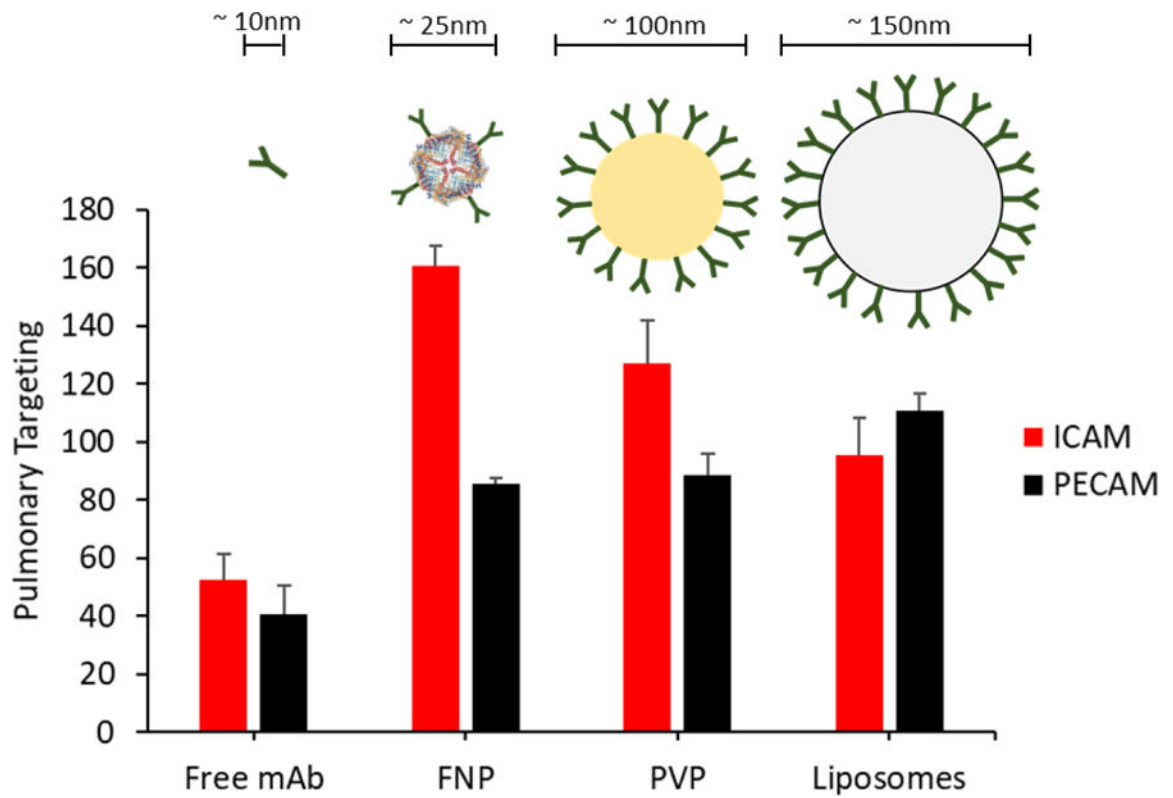 ~ 10nm
~ 25nm
~ 100nm
~ 150nm
180
160
140
120
100
80
60
40
20
0
Pulmonary Targeting
ICAM
PECAM
Free mAb
FNP
PVP
Liposomes